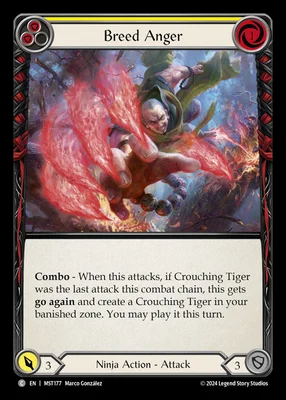 Breed Anger
Combo - When this attacks, if Crouching Tiger
was the last attack this combat chain, this gets
go again and create a Crouching Tiger in your
banished zone. You may play it this turn.
3
Ninja Action - Attack
3
C EN | MST177 Marco González
© 2024 Legend Story Studios